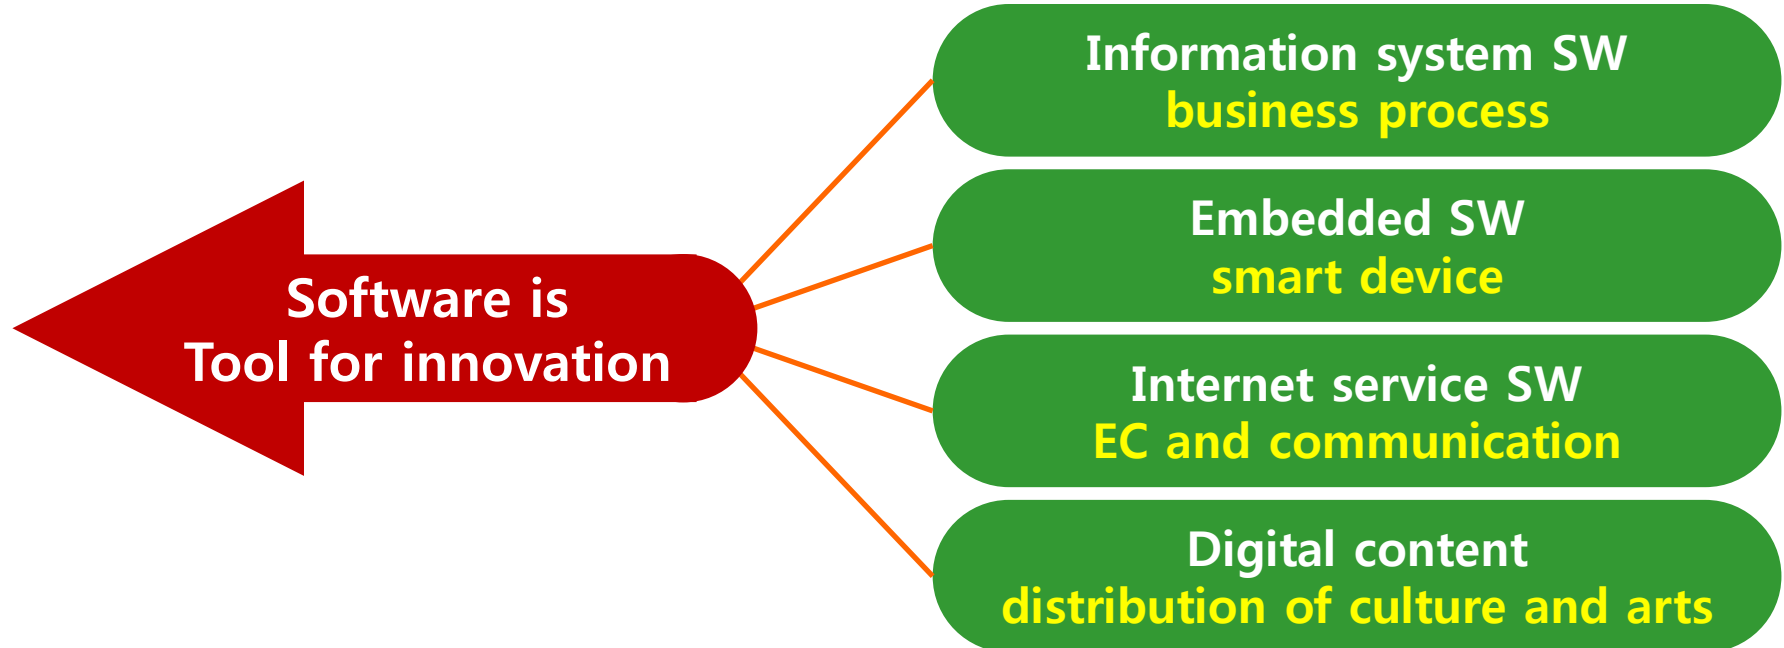 Software is
Tool for innovation
Information system SW
business process
Embedded SW
smart device
Internet service SW
EC and communication
Digital content
distribution of culture and arts